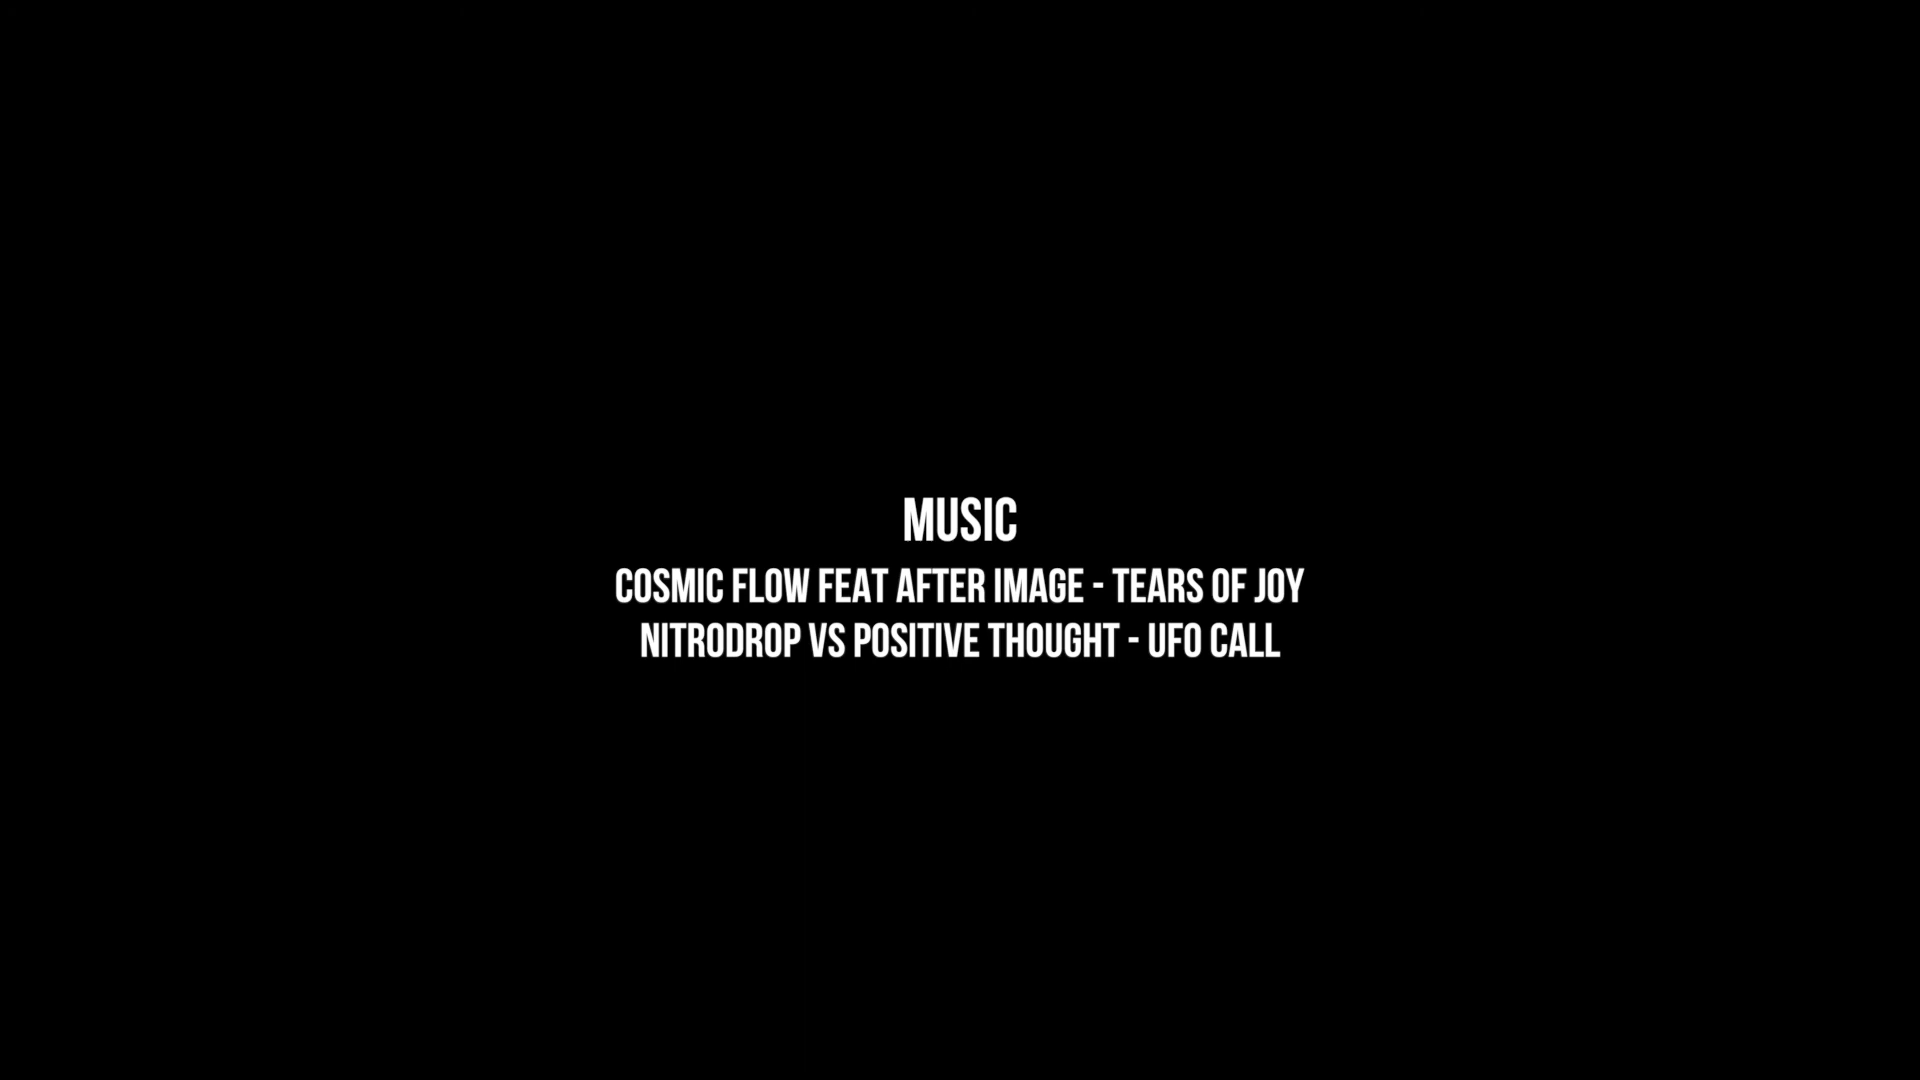 MUSIC
COSMIC FLOW FEAT AFTER IMAGE - TEARS OF JOY
NITRODROP VS POSITIVE THOUGHT - UFO CALL